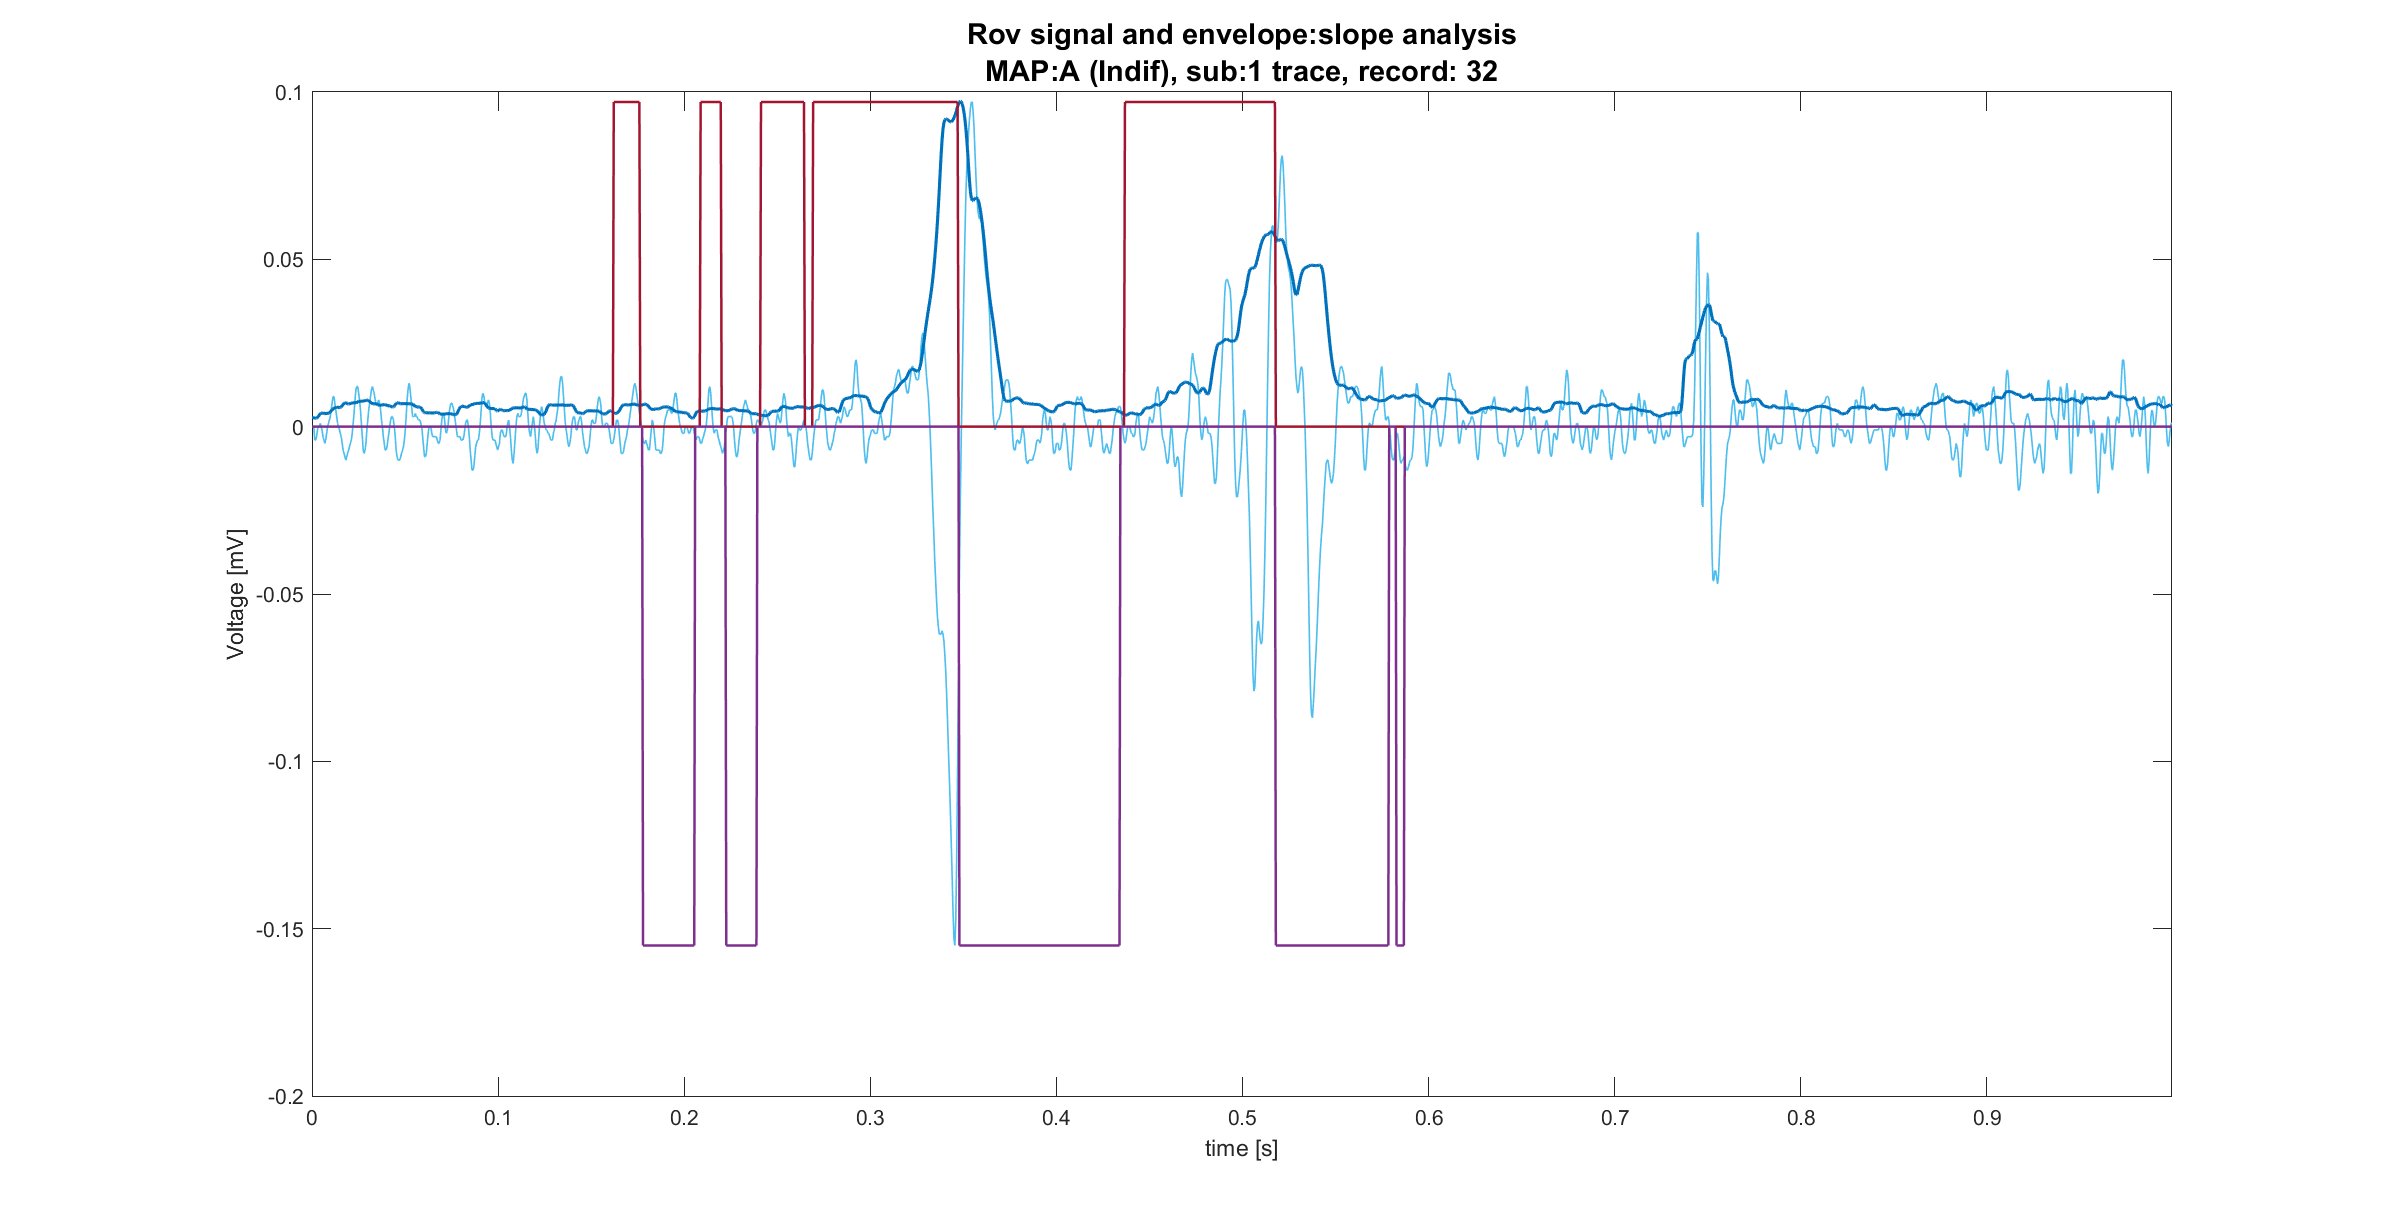 Rov signal and envelope:slope analysis
MAP:A (Indif), sub:1 trace, record: 32
0.1
0.05
0
-0.05
-0.1
-0.15
-0.2
Voltage [mV]
0 0.1 0.2 0.3 0.4 0.5 0.6 0.7 0.8 0.9
time [s]